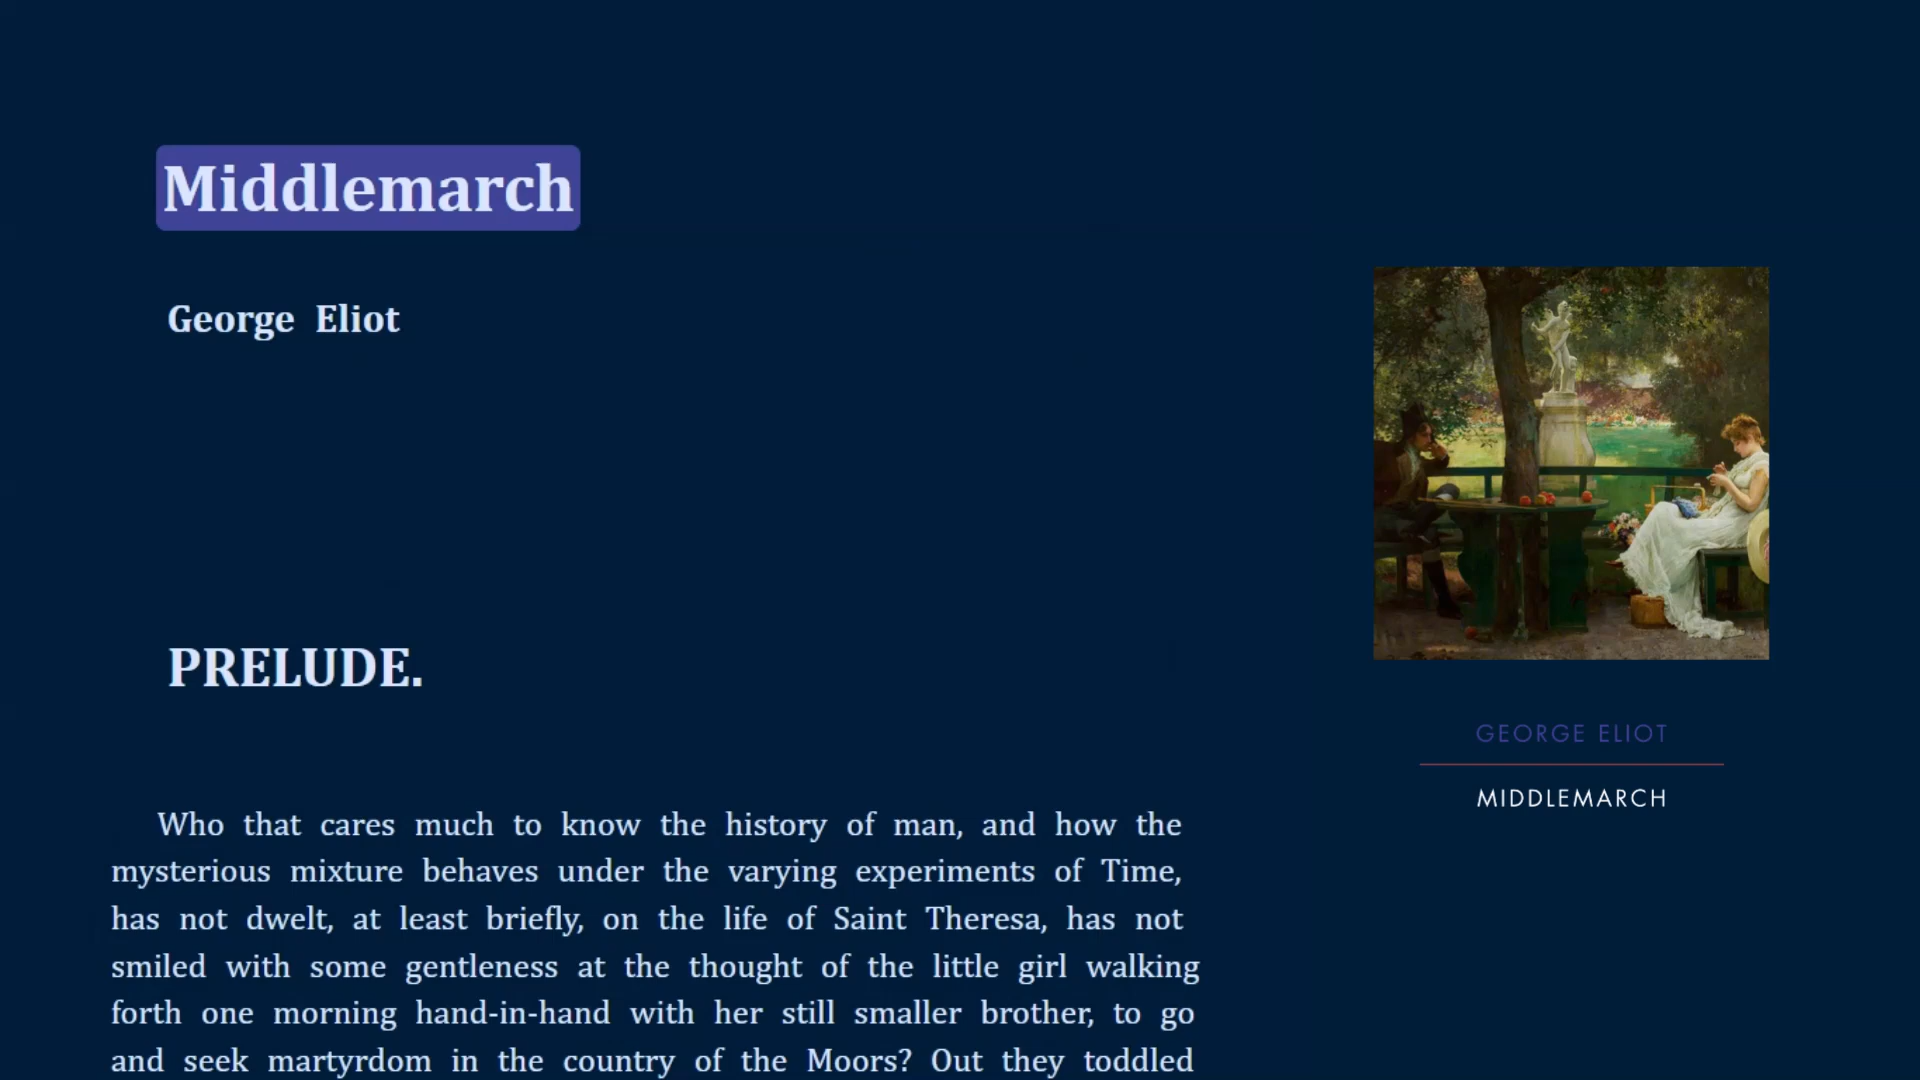 Middlemarch
George Eliot
PRELUDE.
Who that cares much to know the history of man, and how the
mysterious mixture behaves under the varying experiments of Time,
has not dwelt, at least briefly, on the life of Saint Theresa, has not
smiled with some gentleness at the thought of the little girl walking
forth one morning hand-in-hand with her still smaller brother, to go
and seek martyrdom in the country of the Moors? Out they toddled
GEORGE ELIOT
MIDDLEMARCH